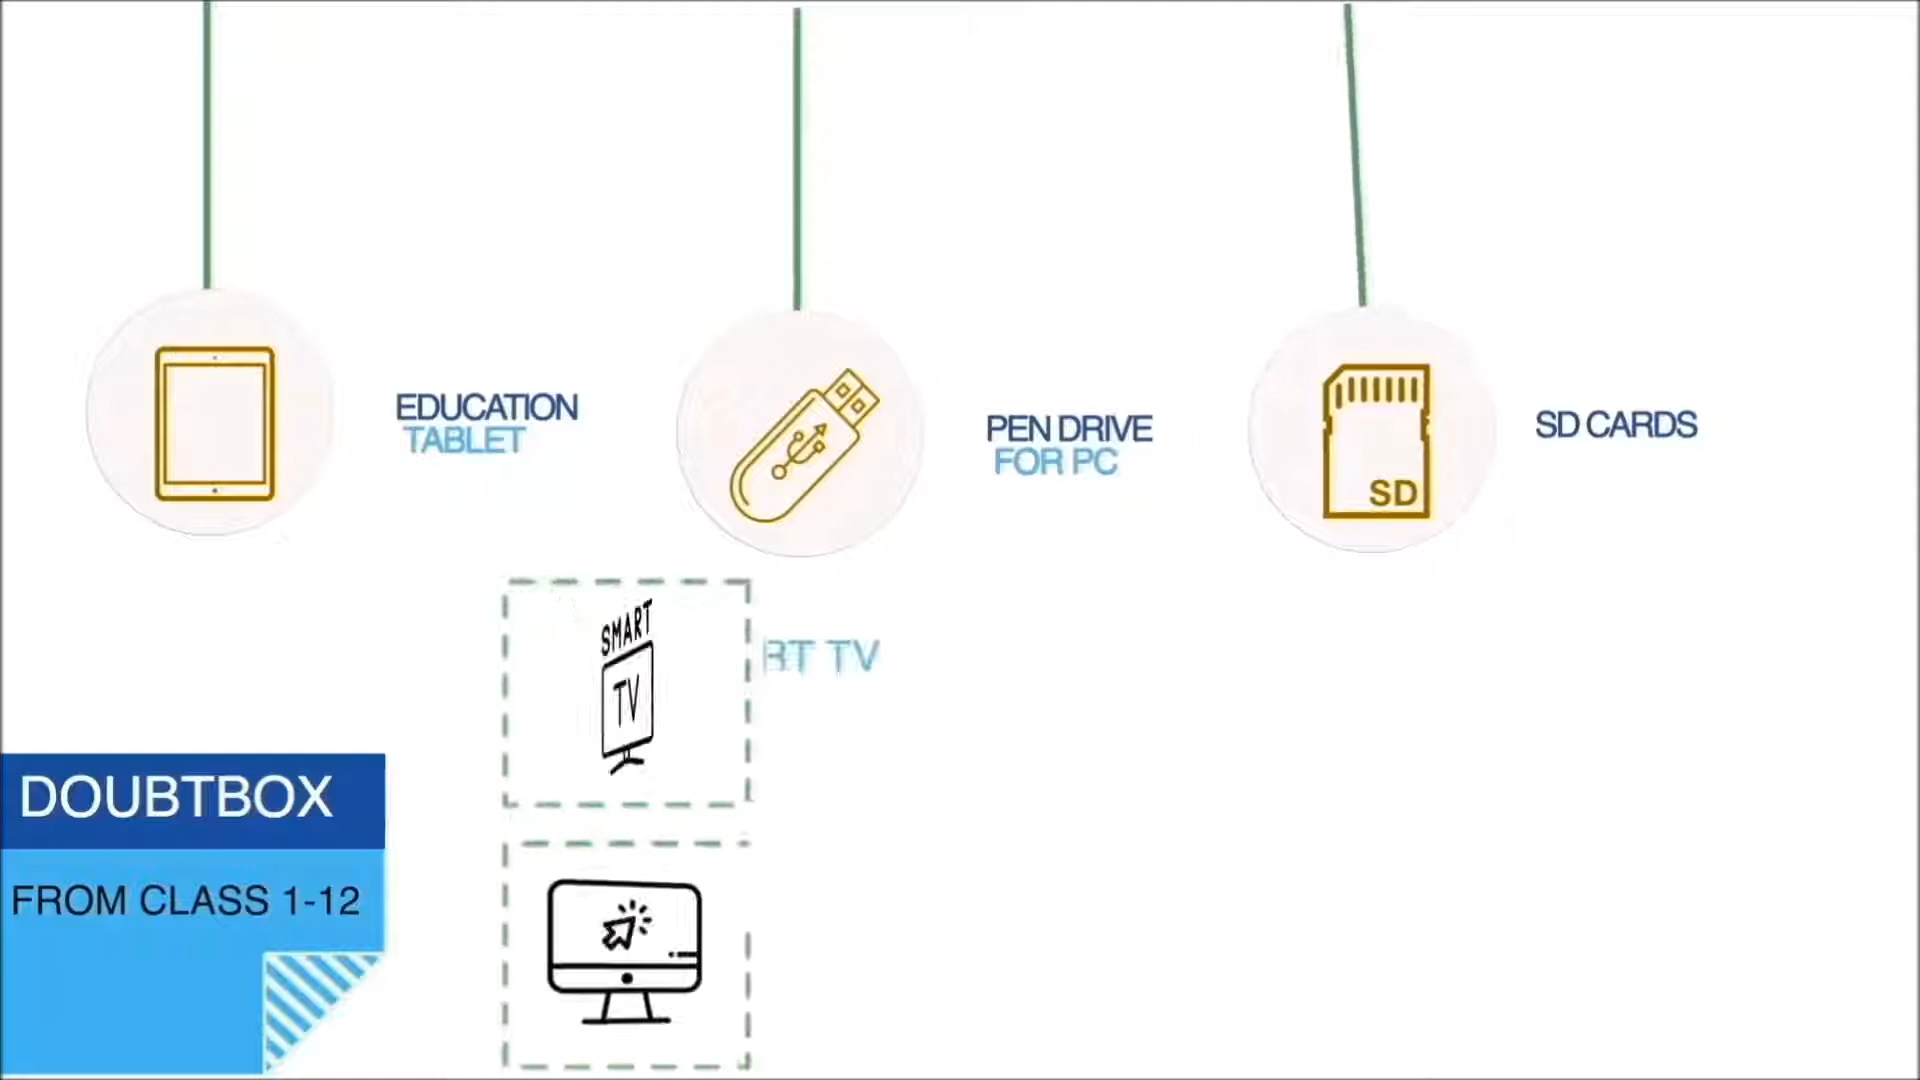 EDUCATION
TABLET
PEN DRIVE
FOR PC
SD
SD CARDS
SMART
TV
RT TV
DOUBTBOX
FROM CLASS 1-12